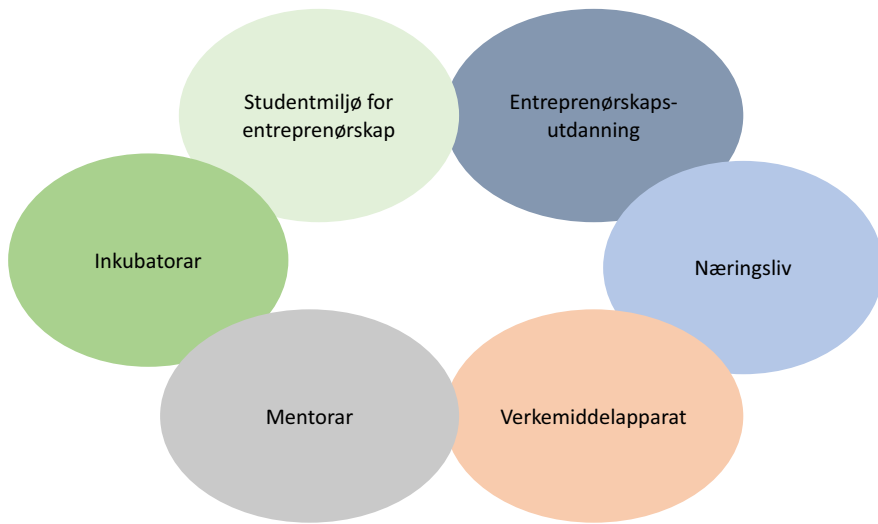 Studentmiljø for
entreprenørskap
Entreprenørskaps-
utdanning
Inkubatorar
Næringsliv
Mentorar
Verkemiddelapparat